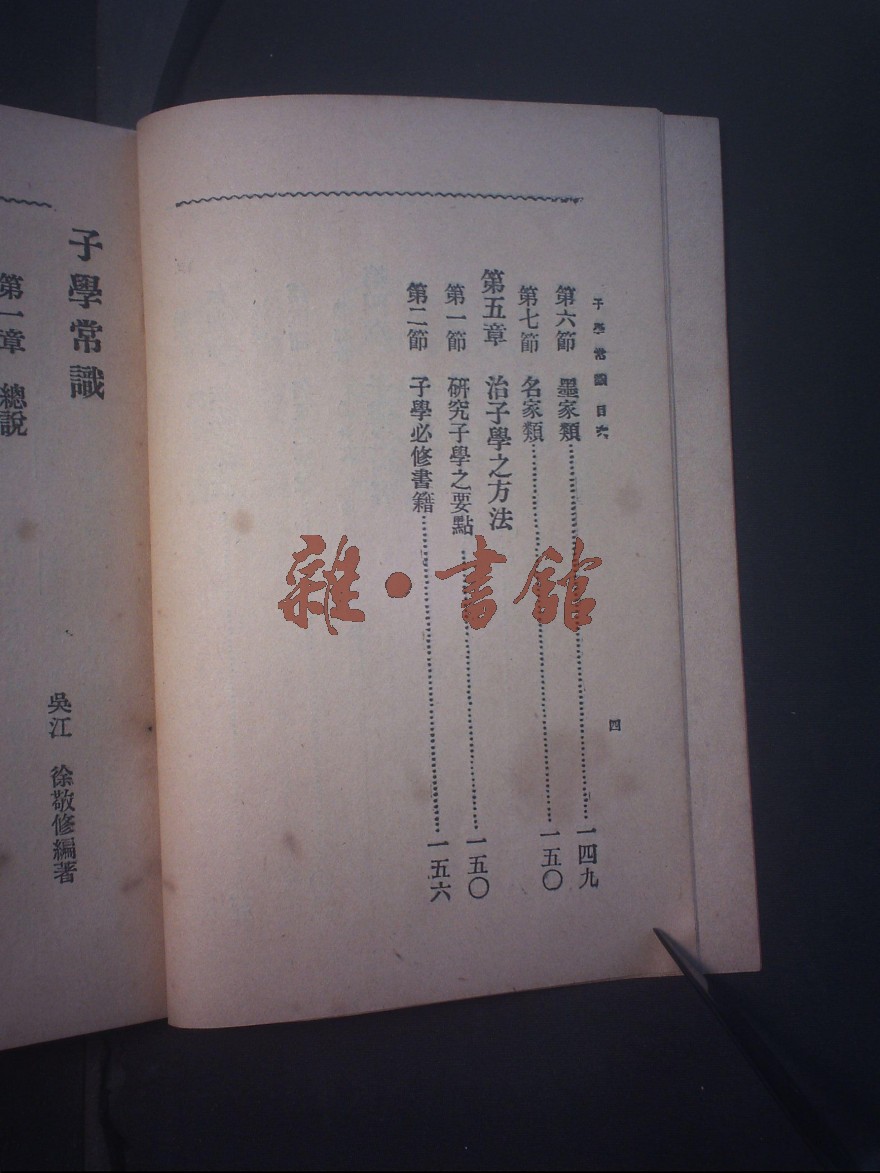 子學常識 目次
四
第六節 墨家類……一四九
第七節 名家類……一五〇
第五章 治子學之方法
第一節 研究子學之要點……一五〇
第二節 子學必修書籍……一五六
子學常識
吳江 徐敬修編著
第一章 總說
雜·書館